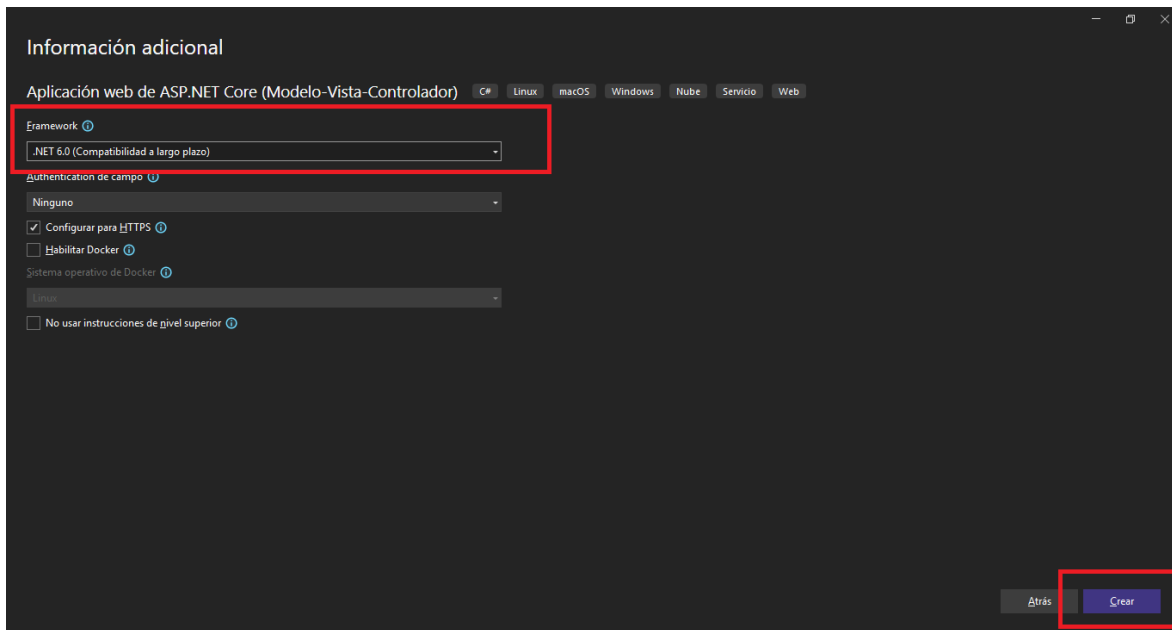 Información adicional
Aplicación web de ASP.NET Core (Modelo-Vista-Controlador) C# Linux macOS Windows Nube Servicio Web
Framework
.NET 6.0 (Compatibilidad a largo plazo)
Authentication de campo
Ninguno
Configurar para HTTPS
Habilitar Docker
Sistema operativo de Docker
Linux
No usar instrucciones de nivel superior
Atrás Crear